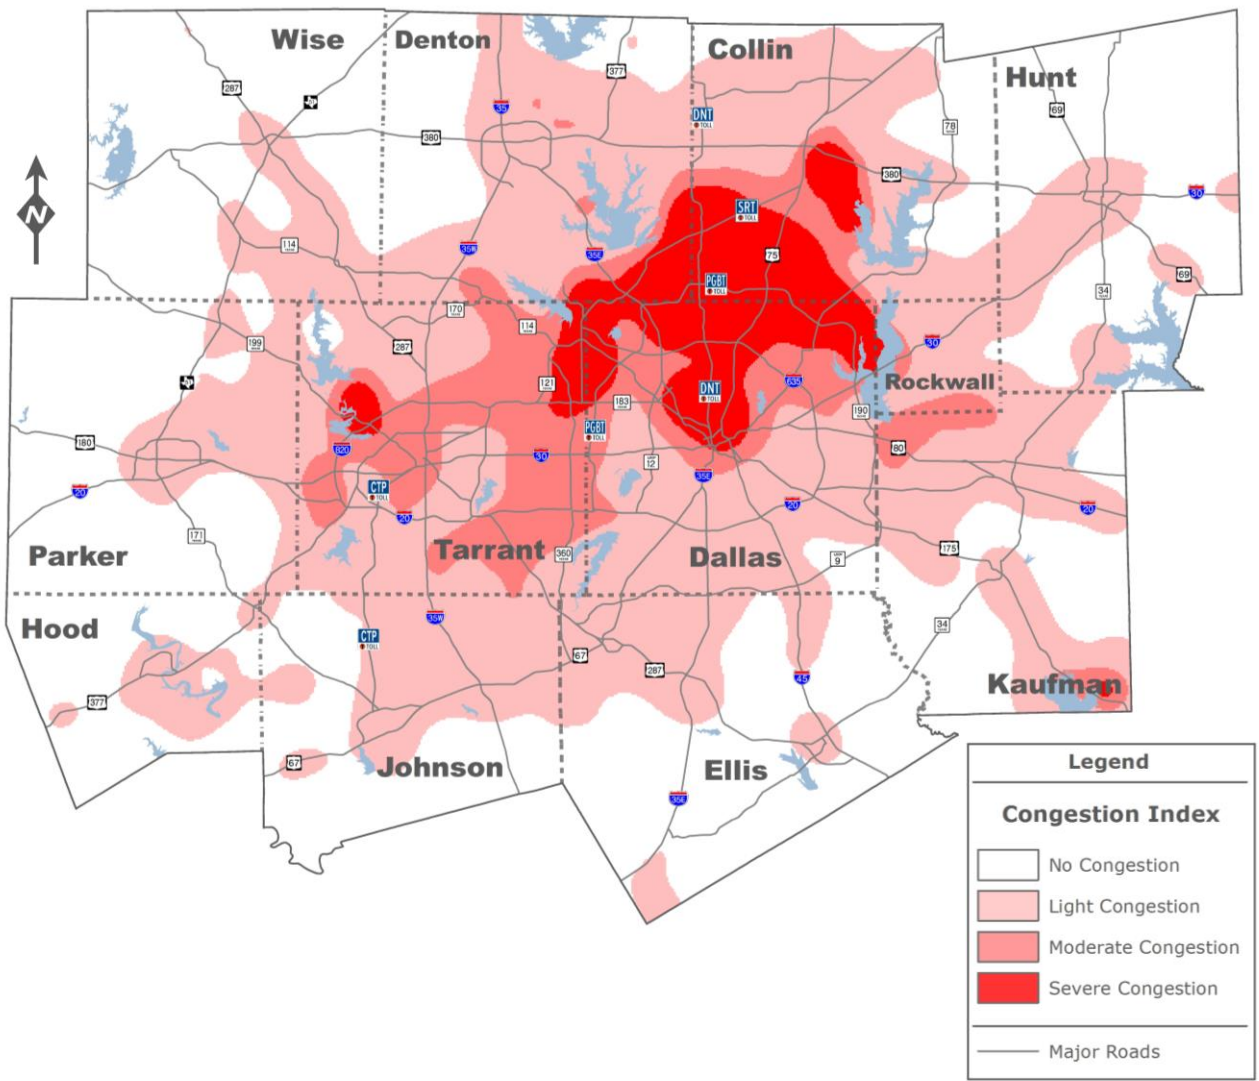 Wise
Denton
Collin
Hunt
377
287
35
69
DNT
TOLL
78
380
380
30
SRT
TOLL
114
35W
35E
75
69
PGBT
TOLL
34
170
114
199
287
30
121
635
Rockwall
DNT
TOLL
183
190
PGBT
TOLL
180
820
30
80
12
20
CTP
TOLL
35E
20
20
20
171
Parker
Tarrant
360
Dallas
9
175
Hood
CTP
TOLL
35W
34
67
287
45
Kaufman
377
67
Johnson
Ellis
35E
N
Legend
Congestion Index
No Congestion
Light Congestion
Moderate Congestion
Severe Congestion
Major Roads